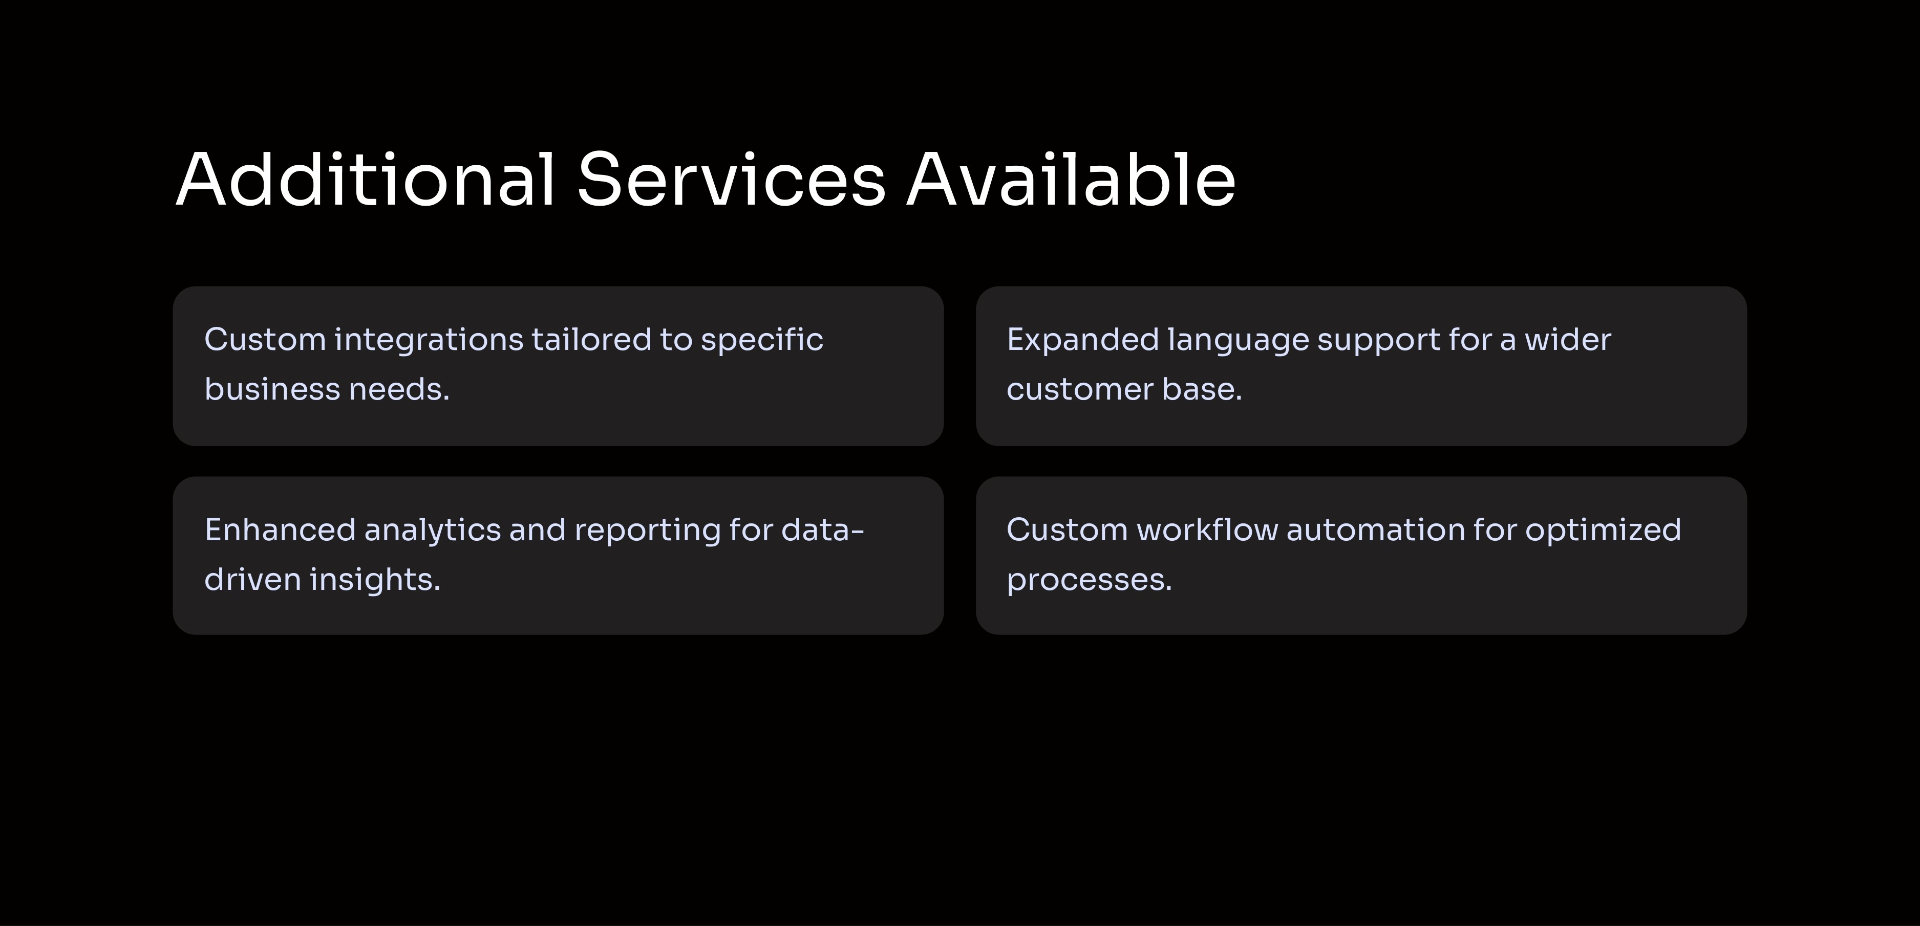 Additional Services Available
Custom integrations tailored to specific
business needs.
Expanded language support for a wider
customer base.
Enhanced analytics and reporting for data-
driven insights.
Custom workflow automation for optimized
processes.